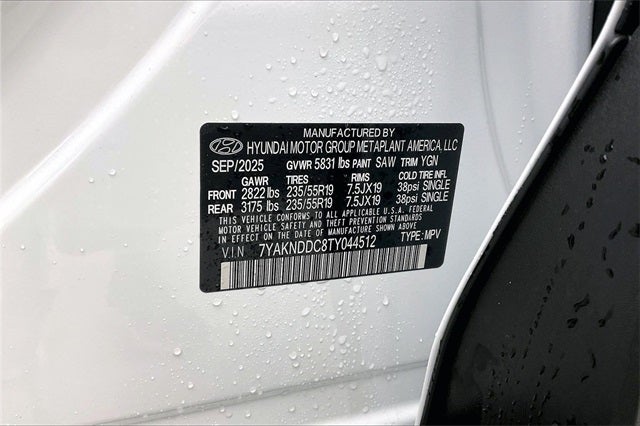 MANUFACTURED BY
HYUNDAI MOTOR GROUP METAPLANT AMERICA, LLC
SEP/2025 GVWR 5831 lbs PAINT SAW TRIM YGN
GAWR TIRES RIMS COLD TIRE INFL
FRONT 2822 lbs 235/55R19 7.5JX19 38psi SINGLE
REAR 3175 lbs 235/55R19 7.5JX19 38psi SINGLE
THIS VEHICLE CONFORMS TO ALL APPLICABLE U.S.A. FEDERAL
MOTOR VEHICLE SAFETY AND THEFT PREVENTION STANDARDS
IN EFFECT ON THE DATE OF MANUFACTURE SHOWN ABOVE.
V.I.N 7YAKNDDC8TY044512 TYPE: MPV